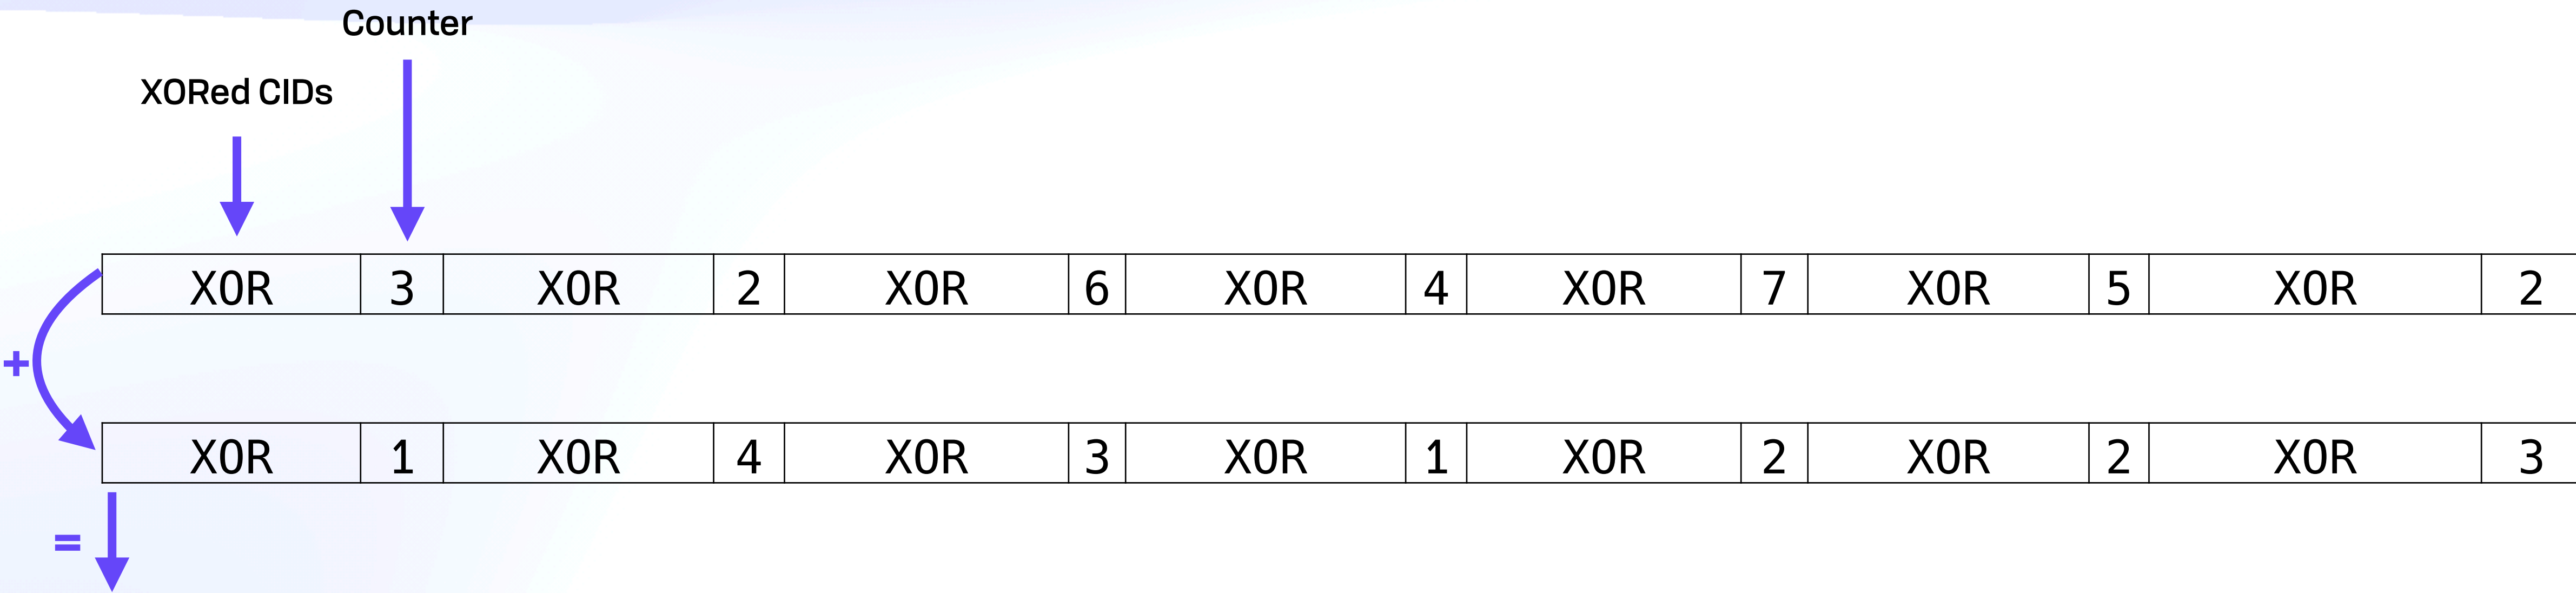 Counter
XORed CIDs
XOR 3 XOR 2 XOR 6 XOR 4 XOR 7 XOR 5 XOR 2
+
XOR 1 XOR 4 XOR 3 XOR 1 XOR 2 XOR 2 XOR 3
=